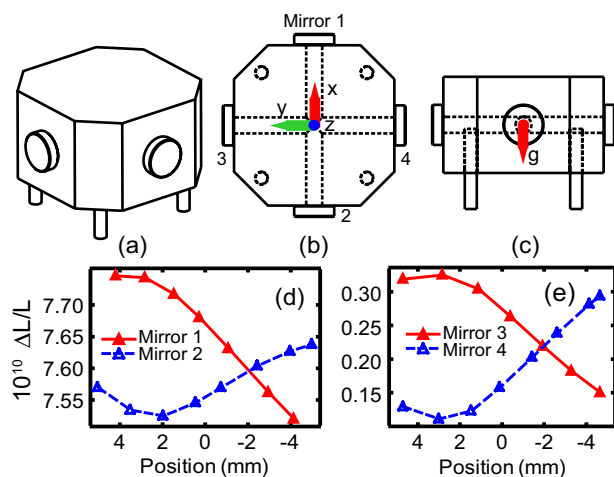 Mirror 1
x
y
z
3
4
2
g
(a)
(b)
(c)
(d)
10¹⁰ ΔL/L
7.70
7.65
7.60
7.55
Mirror 1
Mirror 2
4 2 0 -2 -4
Position (mm)
(e)
0.30
0.25
0.20
0.15
Mirror 3
Mirror 4
4 2 0 -2 -4
Position (mm)